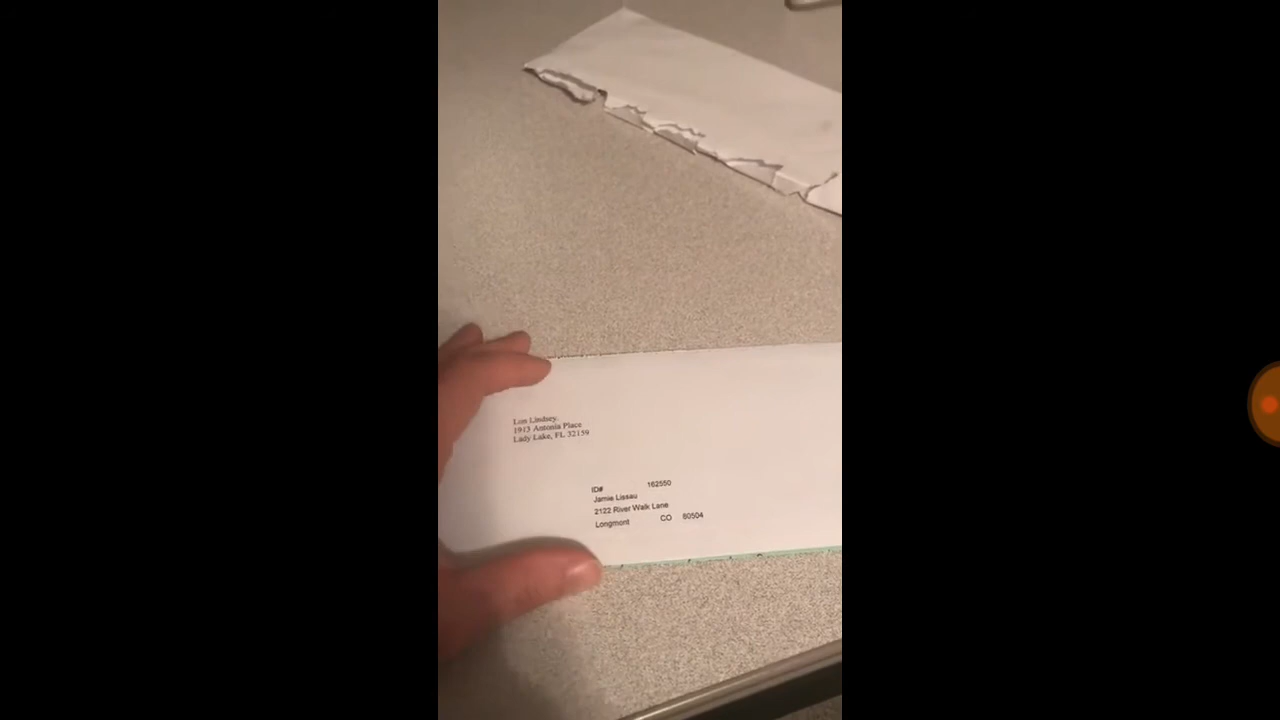 Lon Lindsey.
1913 Antonia Place
Lady Lake, FL 32159
ID# 162550
Jamie Lissau
2122 River Walk Lane
Longmont CO 80504